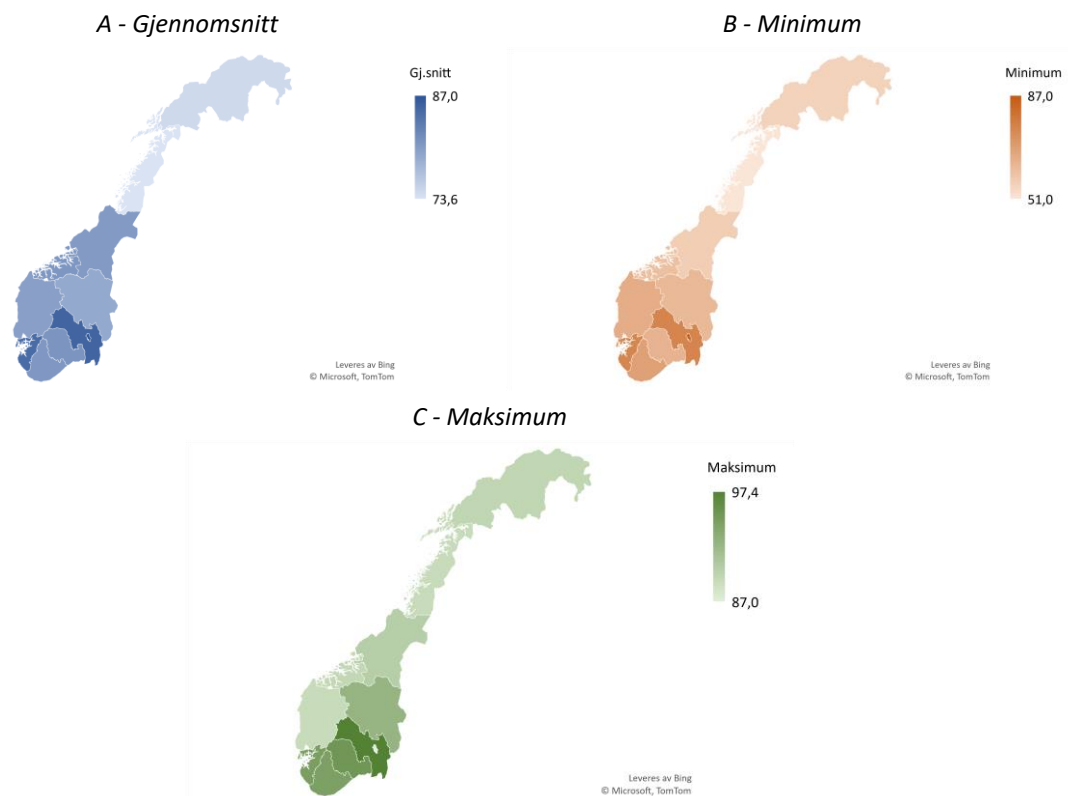 A - Gjennomsnitt
Gj.snitt
87,0
73,6
Leveres av Bing
© Microsoft, TomTom
B - Minimum
Minimum
87,0
51,0
Leveres av Bing
© Microsoft, TomTom
C - Maksimum
Maksimum
97,4
87,0
Leveres av Bing
© Microsoft, TomTom